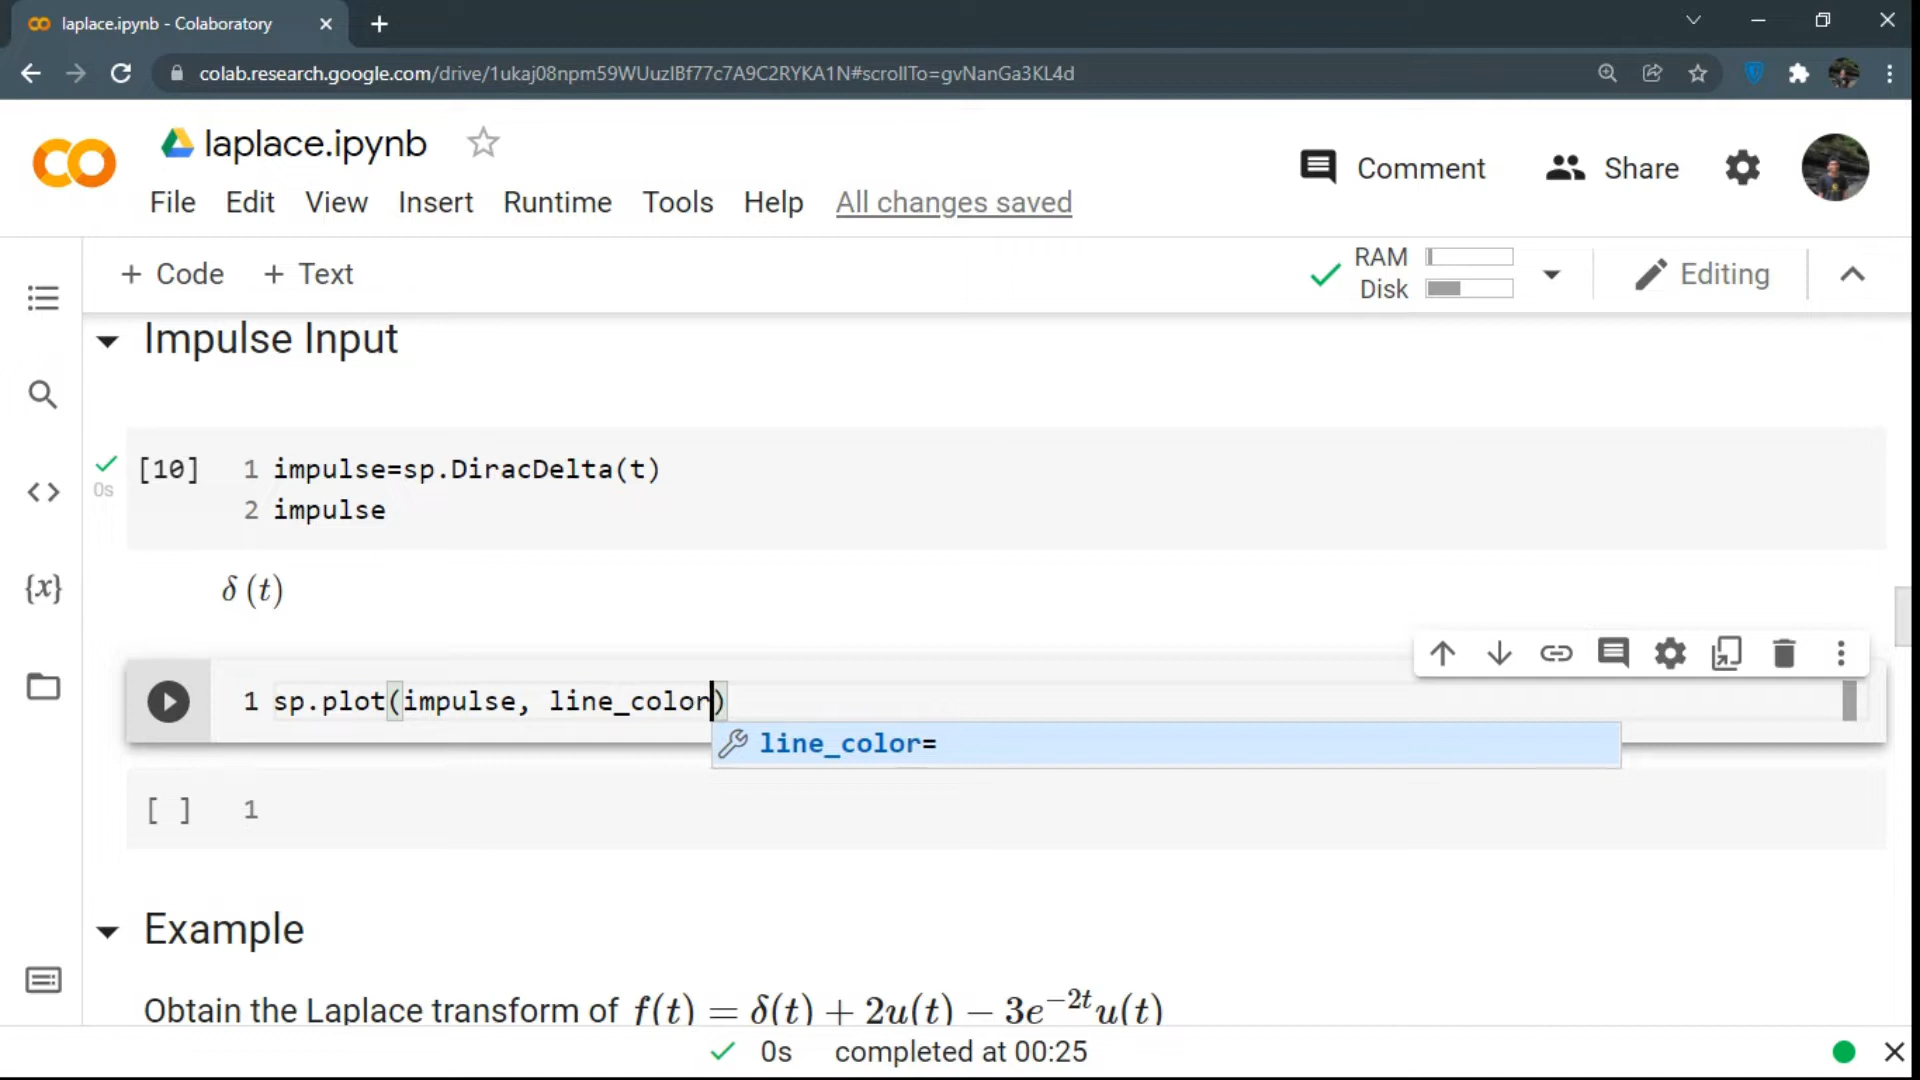 laplace.ipynb - Colaboratory
colab.research.google.com/drive/1ukaj08npm59WUuzlBf77c7A9C2RYKA1N#scrollTo=gvNanGa3KL4d
laplace.ipynb
Comment Share
File Edit View Insert Runtime Tools Help All changes saved
+ Code + Text
RAM
Disk
Editing
Impulse Input
[10] 1 impulse=sp.DiracDelta(t)
0s
2 impulse
δ (t)
1 sp.plot(impulse, line_color)
line_color=
[ ] 1
Example
Obtain the Laplace transform of f(t) = δ(t) + 2u(t) − 3e^{−2t}u(t)
0s completed at 00:25